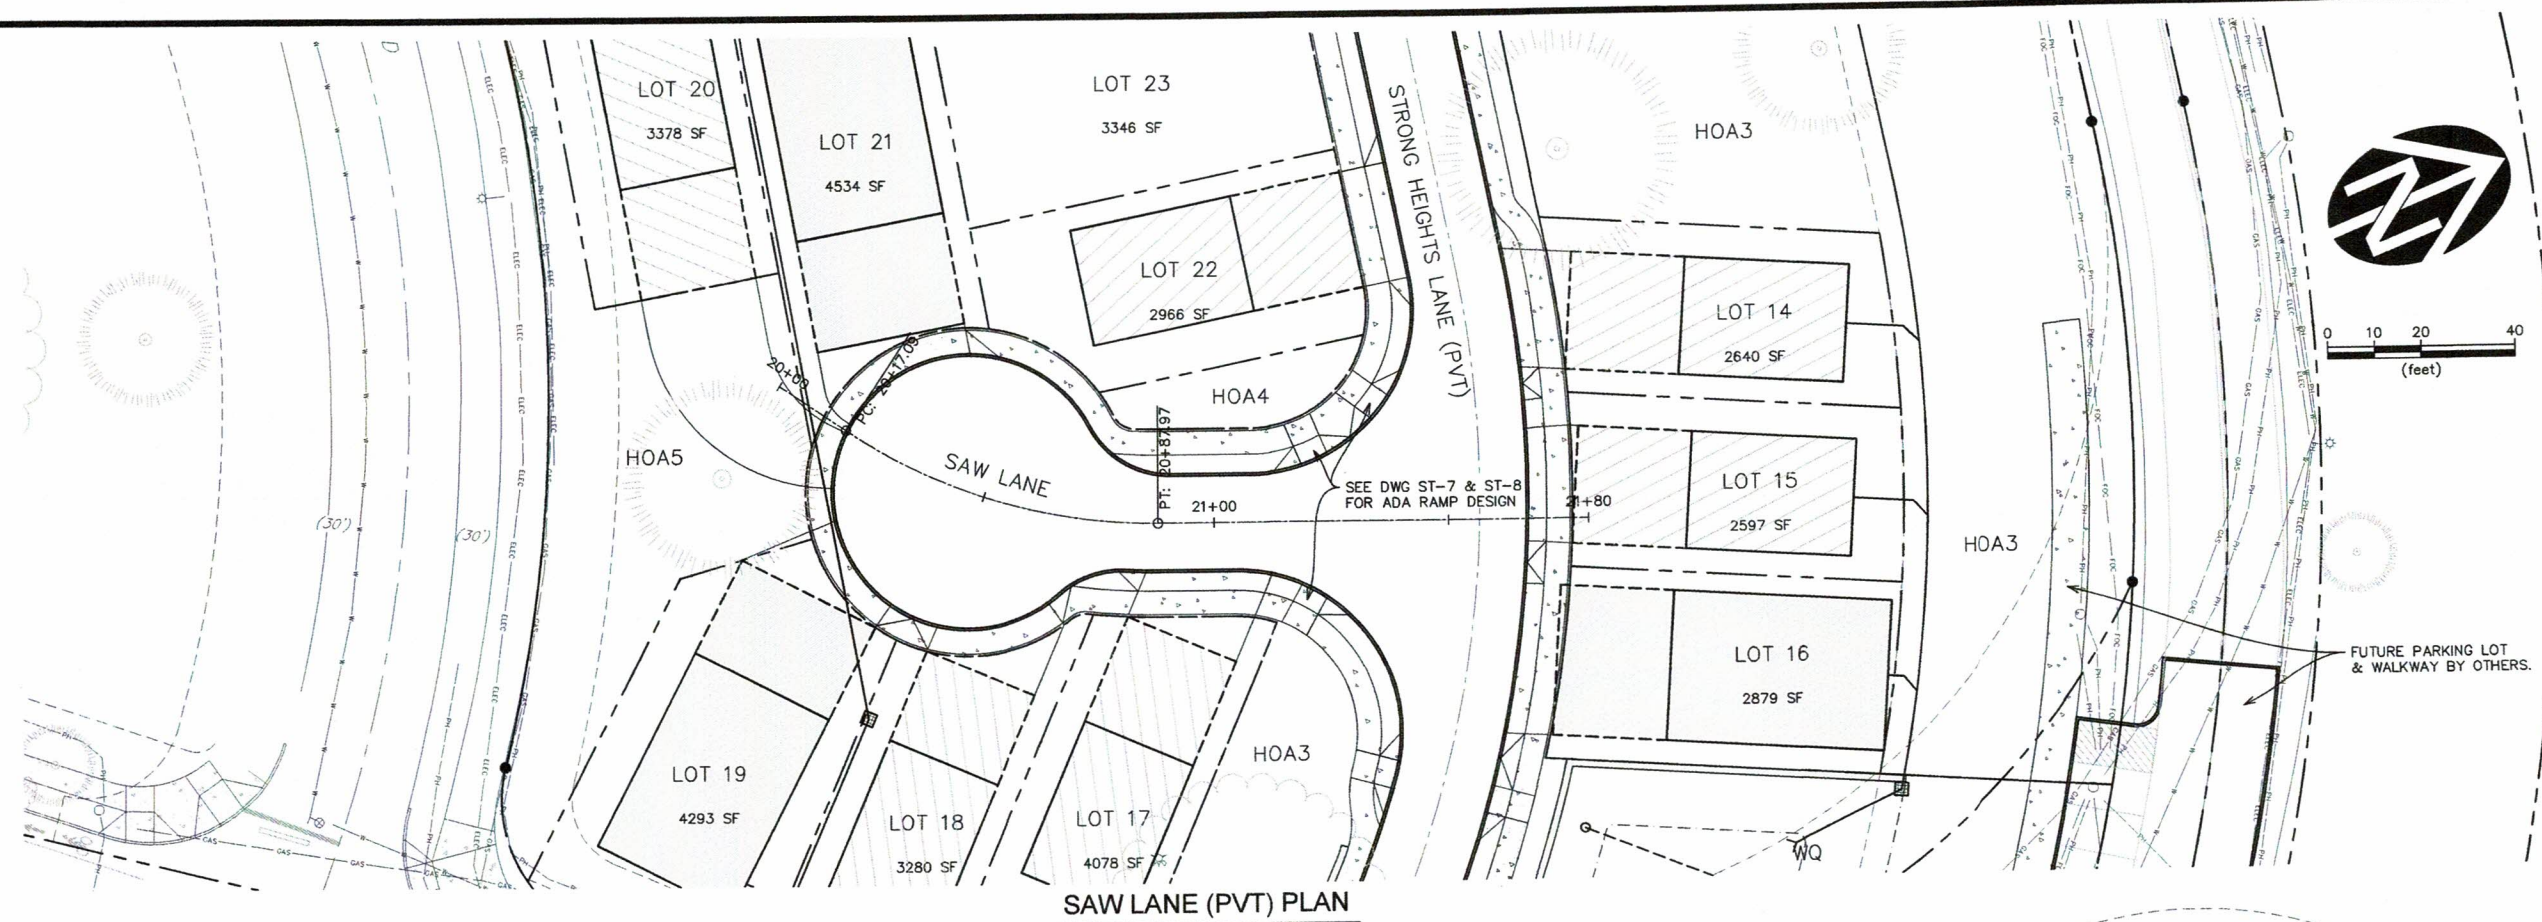 LOT 20
3378 SF
LOT 21
4534 SF
LOT 23
3346 SF
LOT 22
2966 SF
STRONG HEIGHTS LANE (PVT)
HOA3
LOT 14
2640 SF
0 10 20 40
(feet)
20+00
PC: 20+17.09
HOA4
HOA5
SAW LANE
PT: 20+87.97
21+00
SEE DWG ST-7 & ST-8
FOR ADA RAMP DESIGN
21+80
LOT 15
2597 SF
HOA3
(30')
(30')
LOT 16
2879 SF
FUTURE PARKING LOT
& WALKWAY BY OTHERS.
LOT 19
4293 SF
LOT 18
3280 SF
LOT 17
4078 SF
HOA3
WQ
SAW LANE (PVT) PLAN